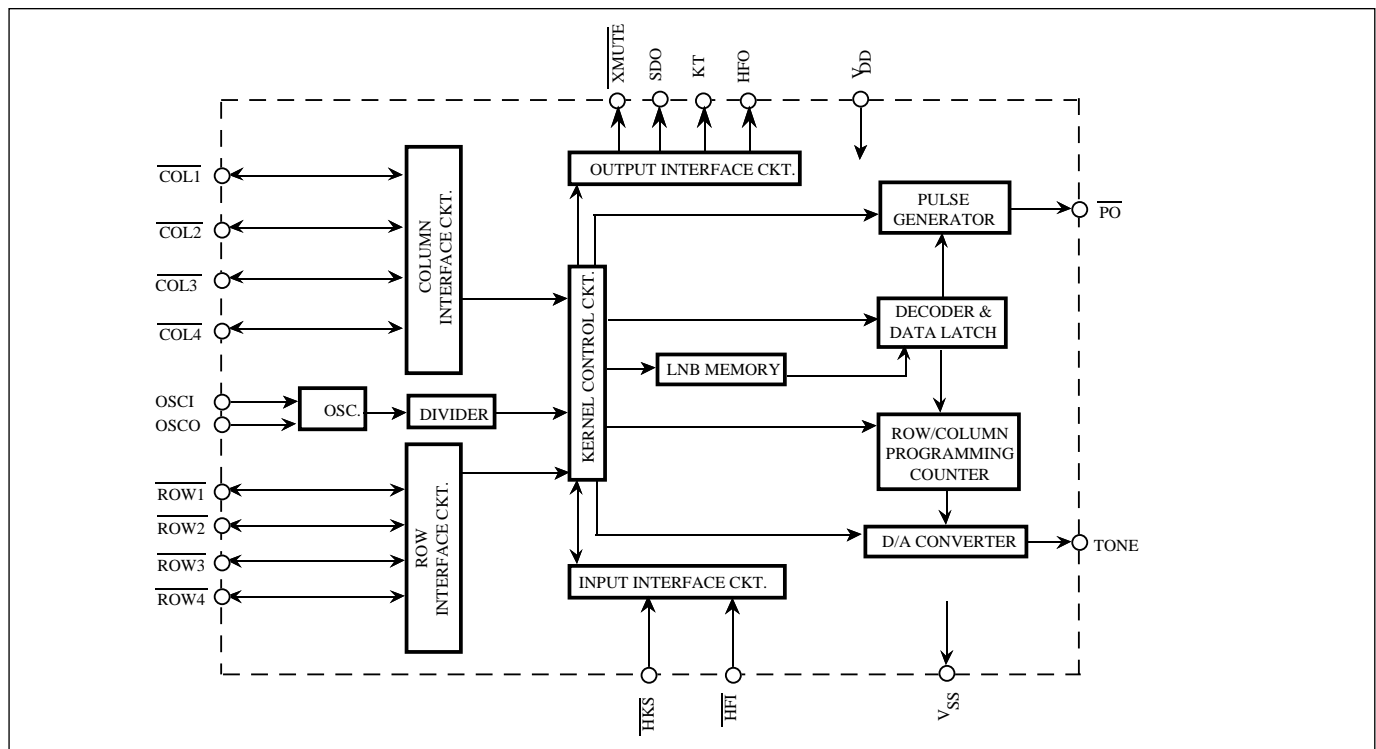 XMUTE
SDO
KT
HFO
VDD
COL1
COL2
COL3
COL4
COLUMN
INTERFACE CKT.
OUTPUT INTERFACE CKT.
PULSE
GENERATOR
PO
KERNEL CONTROL CKT.
DECODER &
DATA LATCH
LNB MEMORY
OSCI
OSCO
OSC.
DIVIDER
ROW/COLUMN
PROGRAMMING
COUNTER
ROW1
ROW2
ROW3
ROW4
ROW
INTERFACE CKT.
D/A CONVERTER
TONE
INPUT INTERFACE CKT.
HKS
HFI
VSS